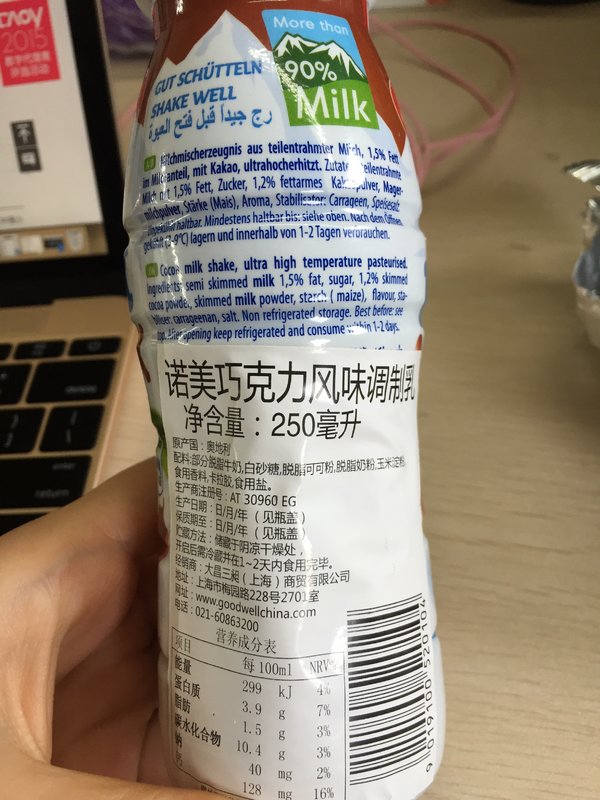 2015
More than
90%
Milk
GUT SCHÜTTELN
SHAKE WELL
رج جيداً قبل فتح العبوة
Milchmischerzeugnis aus teilentrahmter Milch, 1,5% Fett
im Milchanteil, mit Kakao, ultrahocherhitzt. Zutaten: teilentrahmte
Milch mit 1,5% Fett, Zucker, 1,2% fettarmes Kakaopulver, Mager-
milchpulver, Stärke (Mais), Aroma, Stabilisator: Carrageen, Speisesalz.
Ungekühlt haltbar. Mindestens haltbar bis: siehe oben. Nach dem Öffnen
gekühlt lagern und innerhalb von 1-2 Tagen verbrauchen.
Cocoa milk shake, ultra high temperature pasteurised.
Ingredients: semi skimmed milk 1,5% fat, sugar, 1,2% skimmed
cocoa powder, skimmed milk powder, starch ( maize), flavour, sta-
biliser: carrageenan, salt. Non refrigerated storage. Best before: see
top. After opening keep refrigerated and consume within 1-2 days.
诺美巧克力风味调制乳
净含量：250毫升
原产国：奥地利
配料:部分脱脂牛奶,白砂糖,脱脂可可粉,脱脂奶粉,玉米淀粉,
食用香料,卡拉胶,食用盐。
生产商注册号：AT 30960 EG
生产日期：日/月/年（见瓶盖）
保质期至：日/月/年（见瓶盖）
贮藏方法：储藏于阴凉干燥处，
开启后需冷藏并在1~2天内食用完毕。
经销商：大昌三昶（上海）商贸有限公司
地址：上海市梅园路228号2701室
网址：www.goodwellchina.com
电话：021-60863200
营养成分表
项目 每100ml NRV%
能量 299 kJ 4%
蛋白质 3.9 g 7%
脂肪 1.5 g 3%
碳水化合物 10.4 g 3%
钠 40 mg 2%
钙 128 mg 16%
9 019100 520104
delete
return